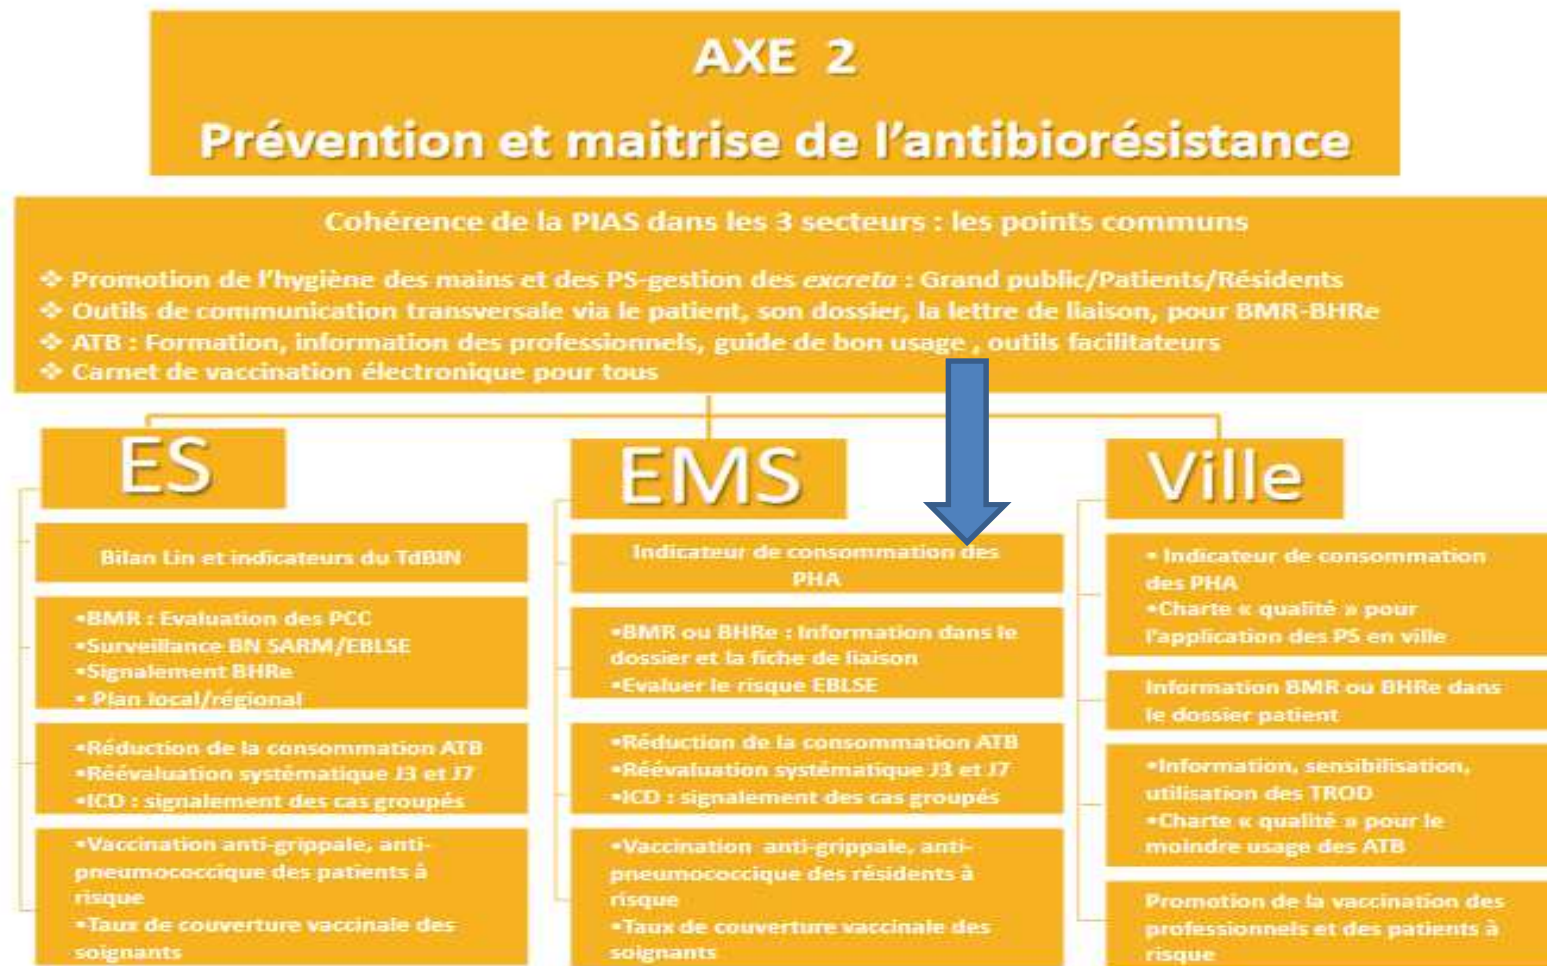 AXE 2
Prévention et maitrise de l'antibiorésistance
Cohérence de la PIAS dans les 3 secteurs : les points communs
❖ Promotion de l'hygiène des mains et des PS-gestion des excreta : Grand public/Patients/Résidents
❖ Outils de communication transversale via le patient, son dossier, la lettre de liaison, pour BMR-BHRe
❖ ATB : Formation, information des professionnels, guide de bon usage , outils facilitateurs
❖ Carnet de vaccination électronique pour tous
ES
Bilan Lin et indicateurs du TdBIN
•BMR : Evaluation des PCC
•Surveillance BN SARM/EBLSE
•Signalement BHRe
• Plan local/régional
•Réduction de la consommation ATB
•Réévaluation systématique J3 et J7
•ICD : signalement des cas groupés
•Vaccination anti-grippale, anti-
pneumococcique des patients à
risque
•Taux de couverture vaccinale des
soignants
EMS
Indicateur de consommation des
PHA
•BMR ou BHRe : Information dans le
dossier et la fiche de liaison
•Evaluer le risque EBLSE
•Réduction de la consommation ATB
•Réévaluation systématique J3 et J7
•ICD : signalement des cas groupés
•Vaccination anti-grippale, anti-
pneumococcique des résidents à
risque
•Taux de couverture vaccinale des
soignants
Ville
• Indicateur de consommation
des PHA
•Charte « qualité » pour
l'application des PS en ville
Information BMR ou BHRe dans
le dossier patient
•Information, sensibilisation,
utilisation des TROD
•Charte « qualité » pour le
moindre usage des ATB
Promotion de la vaccination des
professionnels et des patients à
risque